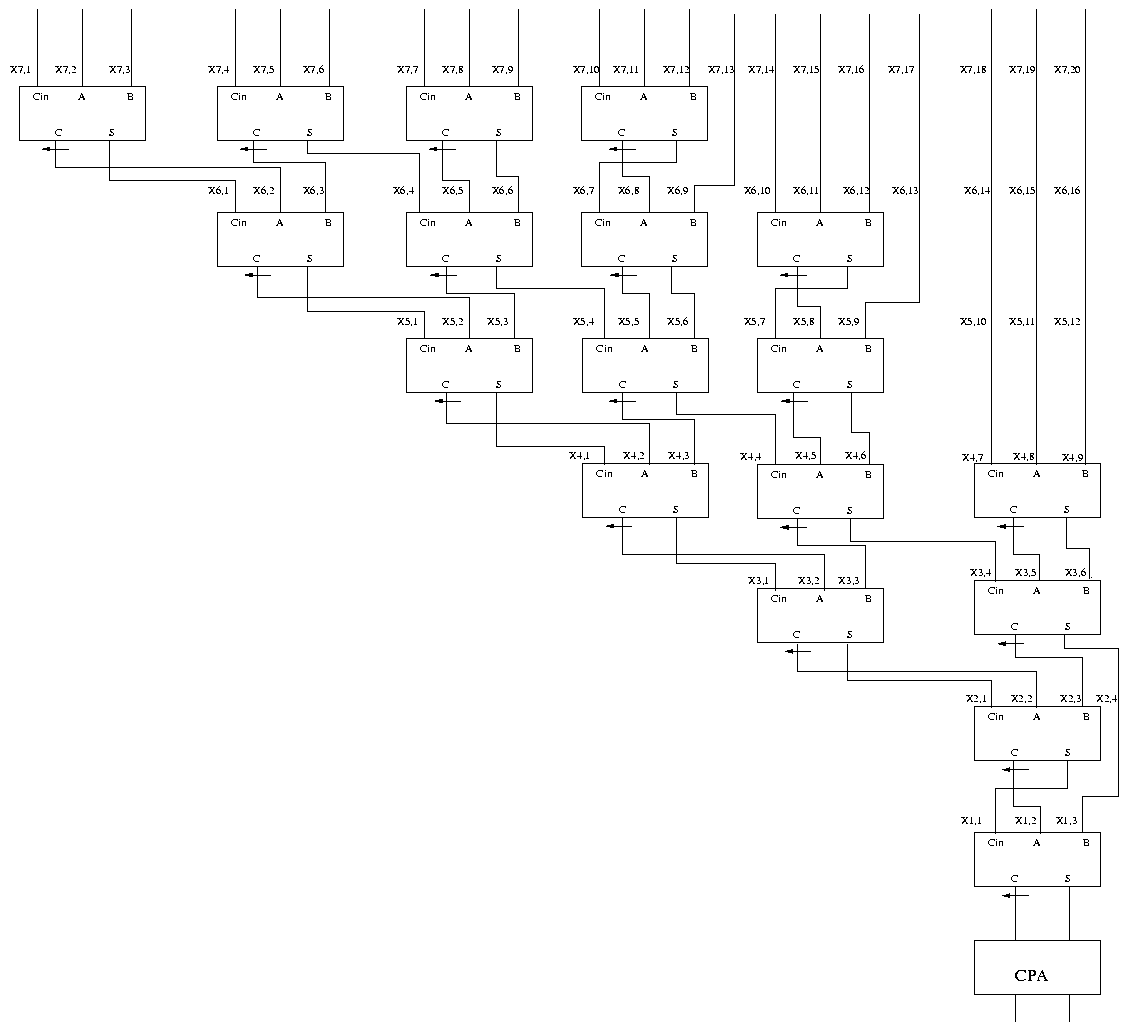 X7,1 X7,2 X7,3 X7,4 X7,5 X7,6 X7,7 X7,8 X7,9 X7,10 X7,11 X7,12 X7,13 X7,14 X7,15 X7,16 X7,17 X7,18 X7,19 X7,20
Cin A B Cin A B Cin A B Cin A B
C S C S C S C S
X6,1 X6,2 X6,3 X6,4 X6,5 X6,6 X6,7 X6,8 X6,9 X6,10 X6,11 X6,12 X6,13 X6,14 X6,15 X6,16
Cin A B Cin A B Cin A B Cin A B
C S C S C S C S
X5,1 X5,2 X5,3 X5,4 X5,5 X5,6 X5,7 X5,8 X5,9 X5,10 X5,11 X5,12
Cin A B Cin A B Cin A B
C S C S C S
X4,1 X4,2 X4,3 X4,4 X4,5 X4,6 X4,7 X4,8 X4,9
Cin A B Cin A B Cin A B
C S C S C S
X3,1 X3,2 X3,3 X3,4 X3,5 X3,6
Cin A B Cin A B
C S C S
X2,1 X2,2 X2,3 X2,4
Cin A B
C S
X1,1 X1,2 X1,3
Cin A B
C S
CPA